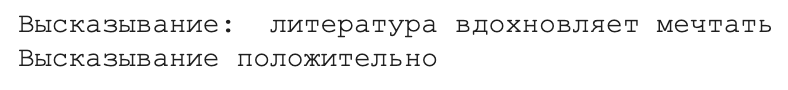 Высказывание:  литература вдохновляет мечтать
Высказывание положительно